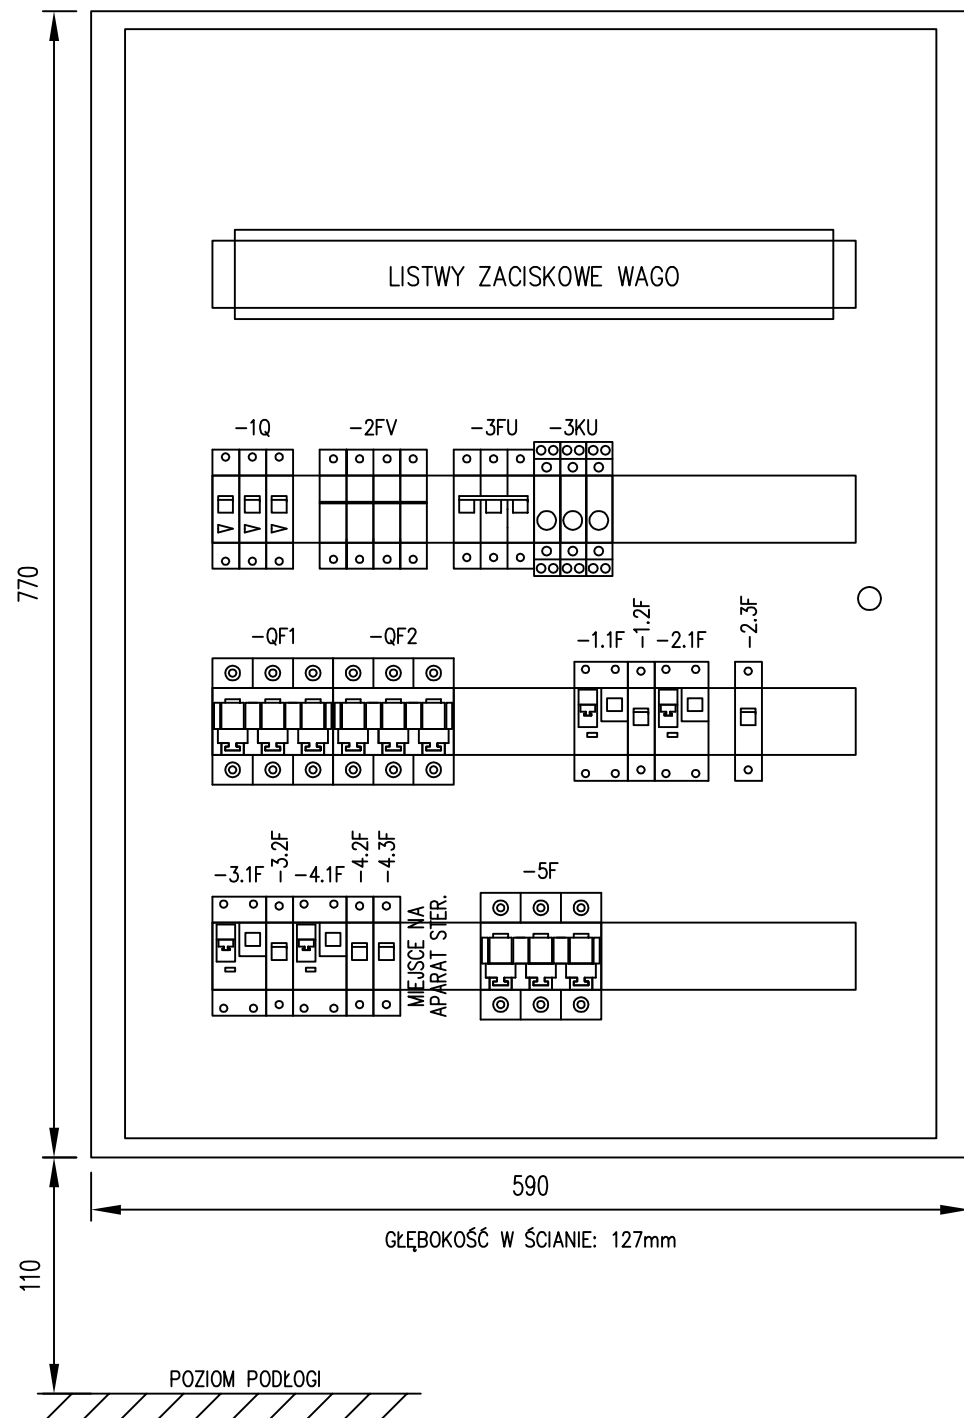 LISTWY ZACISKOWE WAGO
-1Q -2FV -3FU -3KU
770
-QF1 -QF2 -1.1F -1.2F -2.1F -2.3F
-3.1F -3.2F -4.1F -4.2F -4.3F
MIEJSCE NA
APARAT STER.
-5F
590
GŁĘBOKOŚĆ W ŚCIANIE: 127mm
110
POZIOM PODŁOGI